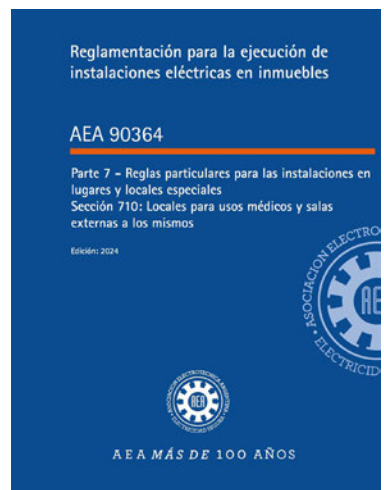 Reglamentación para la ejecución de
instalaciones eléctricas en inmuebles
AEA 90364
Parte 7 – Reglas particulares para las instalaciones en
lugares y locales especiales
Sección 710: Locales para usos médicos y salas
externas a los mismos
Edición: 2024
AEA
AEA MÁS DE 100 AÑOS